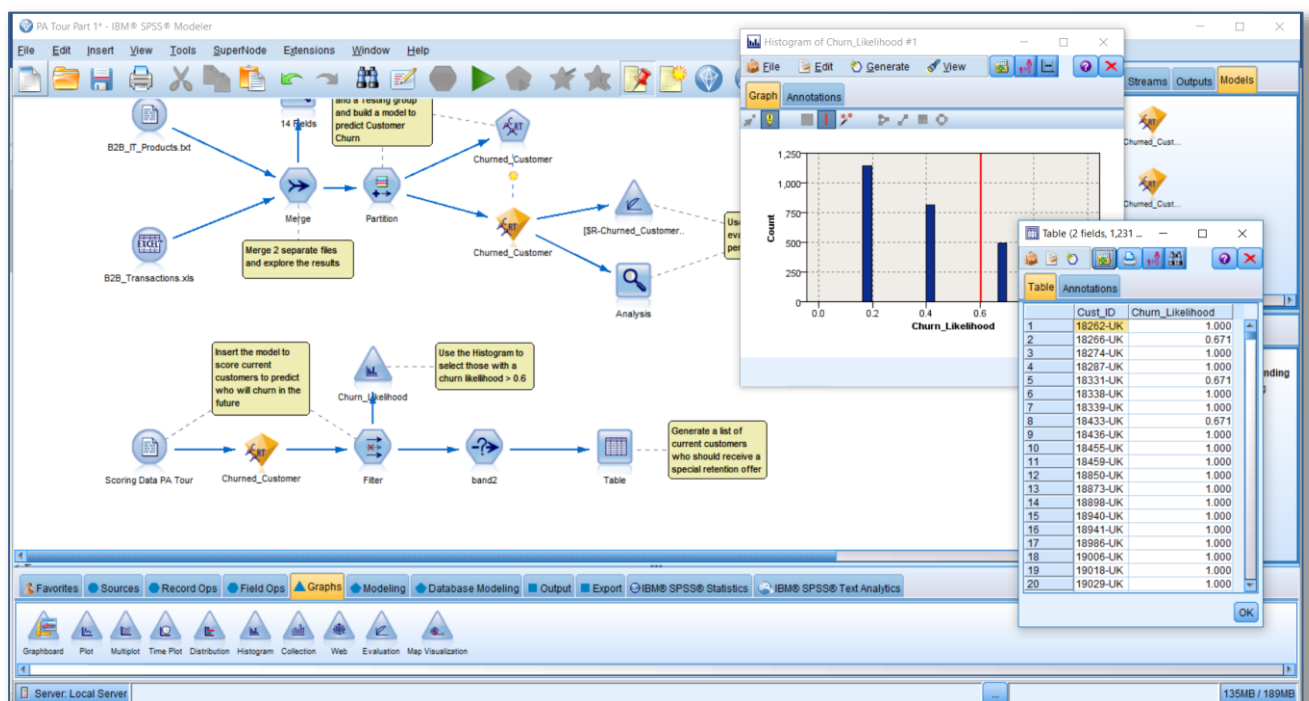 PA Tour Part 1* - IBM® SPSS® Modeler
File Edit Insert View Tools SuperNode Extensions Window Help
Streams Outputs Models
B2B_IT_Products.txt
14 Fields
and a Testing group
and build a model to
predict Customer
Churn
Churned_Customer
Merge
Partition
B2B_Transactions.xls
Merge 2 separate files
and explore the results
Churned_Customer
[$R-Churned_Customer..
Analysis
Use
eva
per
Insert the model to
score current
customers to predict
who will churn in the
future
Churn_Likelihood
Use the Histogram to
select those with a
churn likelihood > 0.6
Scoring Data PA Tour
Churned_Customer
Filter
band2
Table
Generate a list of
current customers
who should receive a
special retention offer
Histogram of Churn_Likelihood #1
File Edit Generate View
Graph Annotations
1,250
1,000
750
500
250
0
Count
0.0 0.2 0.4 0.6
Churn_Likelihood
Churned_Cust...
Churned_Cust...
nding
Table (2 fields, 1,231 ...
Table Annotations
Cust_ID Churn_Likelihood
1 18262-UK 1.000
2 18266-UK 0.671
3 18274-UK 1.000
4 18287-UK 1.000
5 18331-UK 0.671
6 18338-UK 1.000
7 18339-UK 1.000
8 18433-UK 0.671
9 18436-UK 1.000
10 18455-UK 1.000
11 18459-UK 1.000
12 18850-UK 1.000
13 18873-UK 1.000
14 18898-UK 1.000
15 18940-UK 1.000
16 18941-UK 1.000
17 18986-UK 1.000
18 19006-UK 1.000
19 19018-UK 1.000
20 19029-UK 1.000
OK
Favorites Sources Record Ops Field Ops Graphs Modeling Database Modeling Output Export IBM® SPSS® Statistics IBM® SPSS® Text Analytics
Graphboard Plot Multiplot Time Plot Distribution Histogram Collection Web Evaluation Map Visualization
Server: Local Server
...
135MB / 189MB